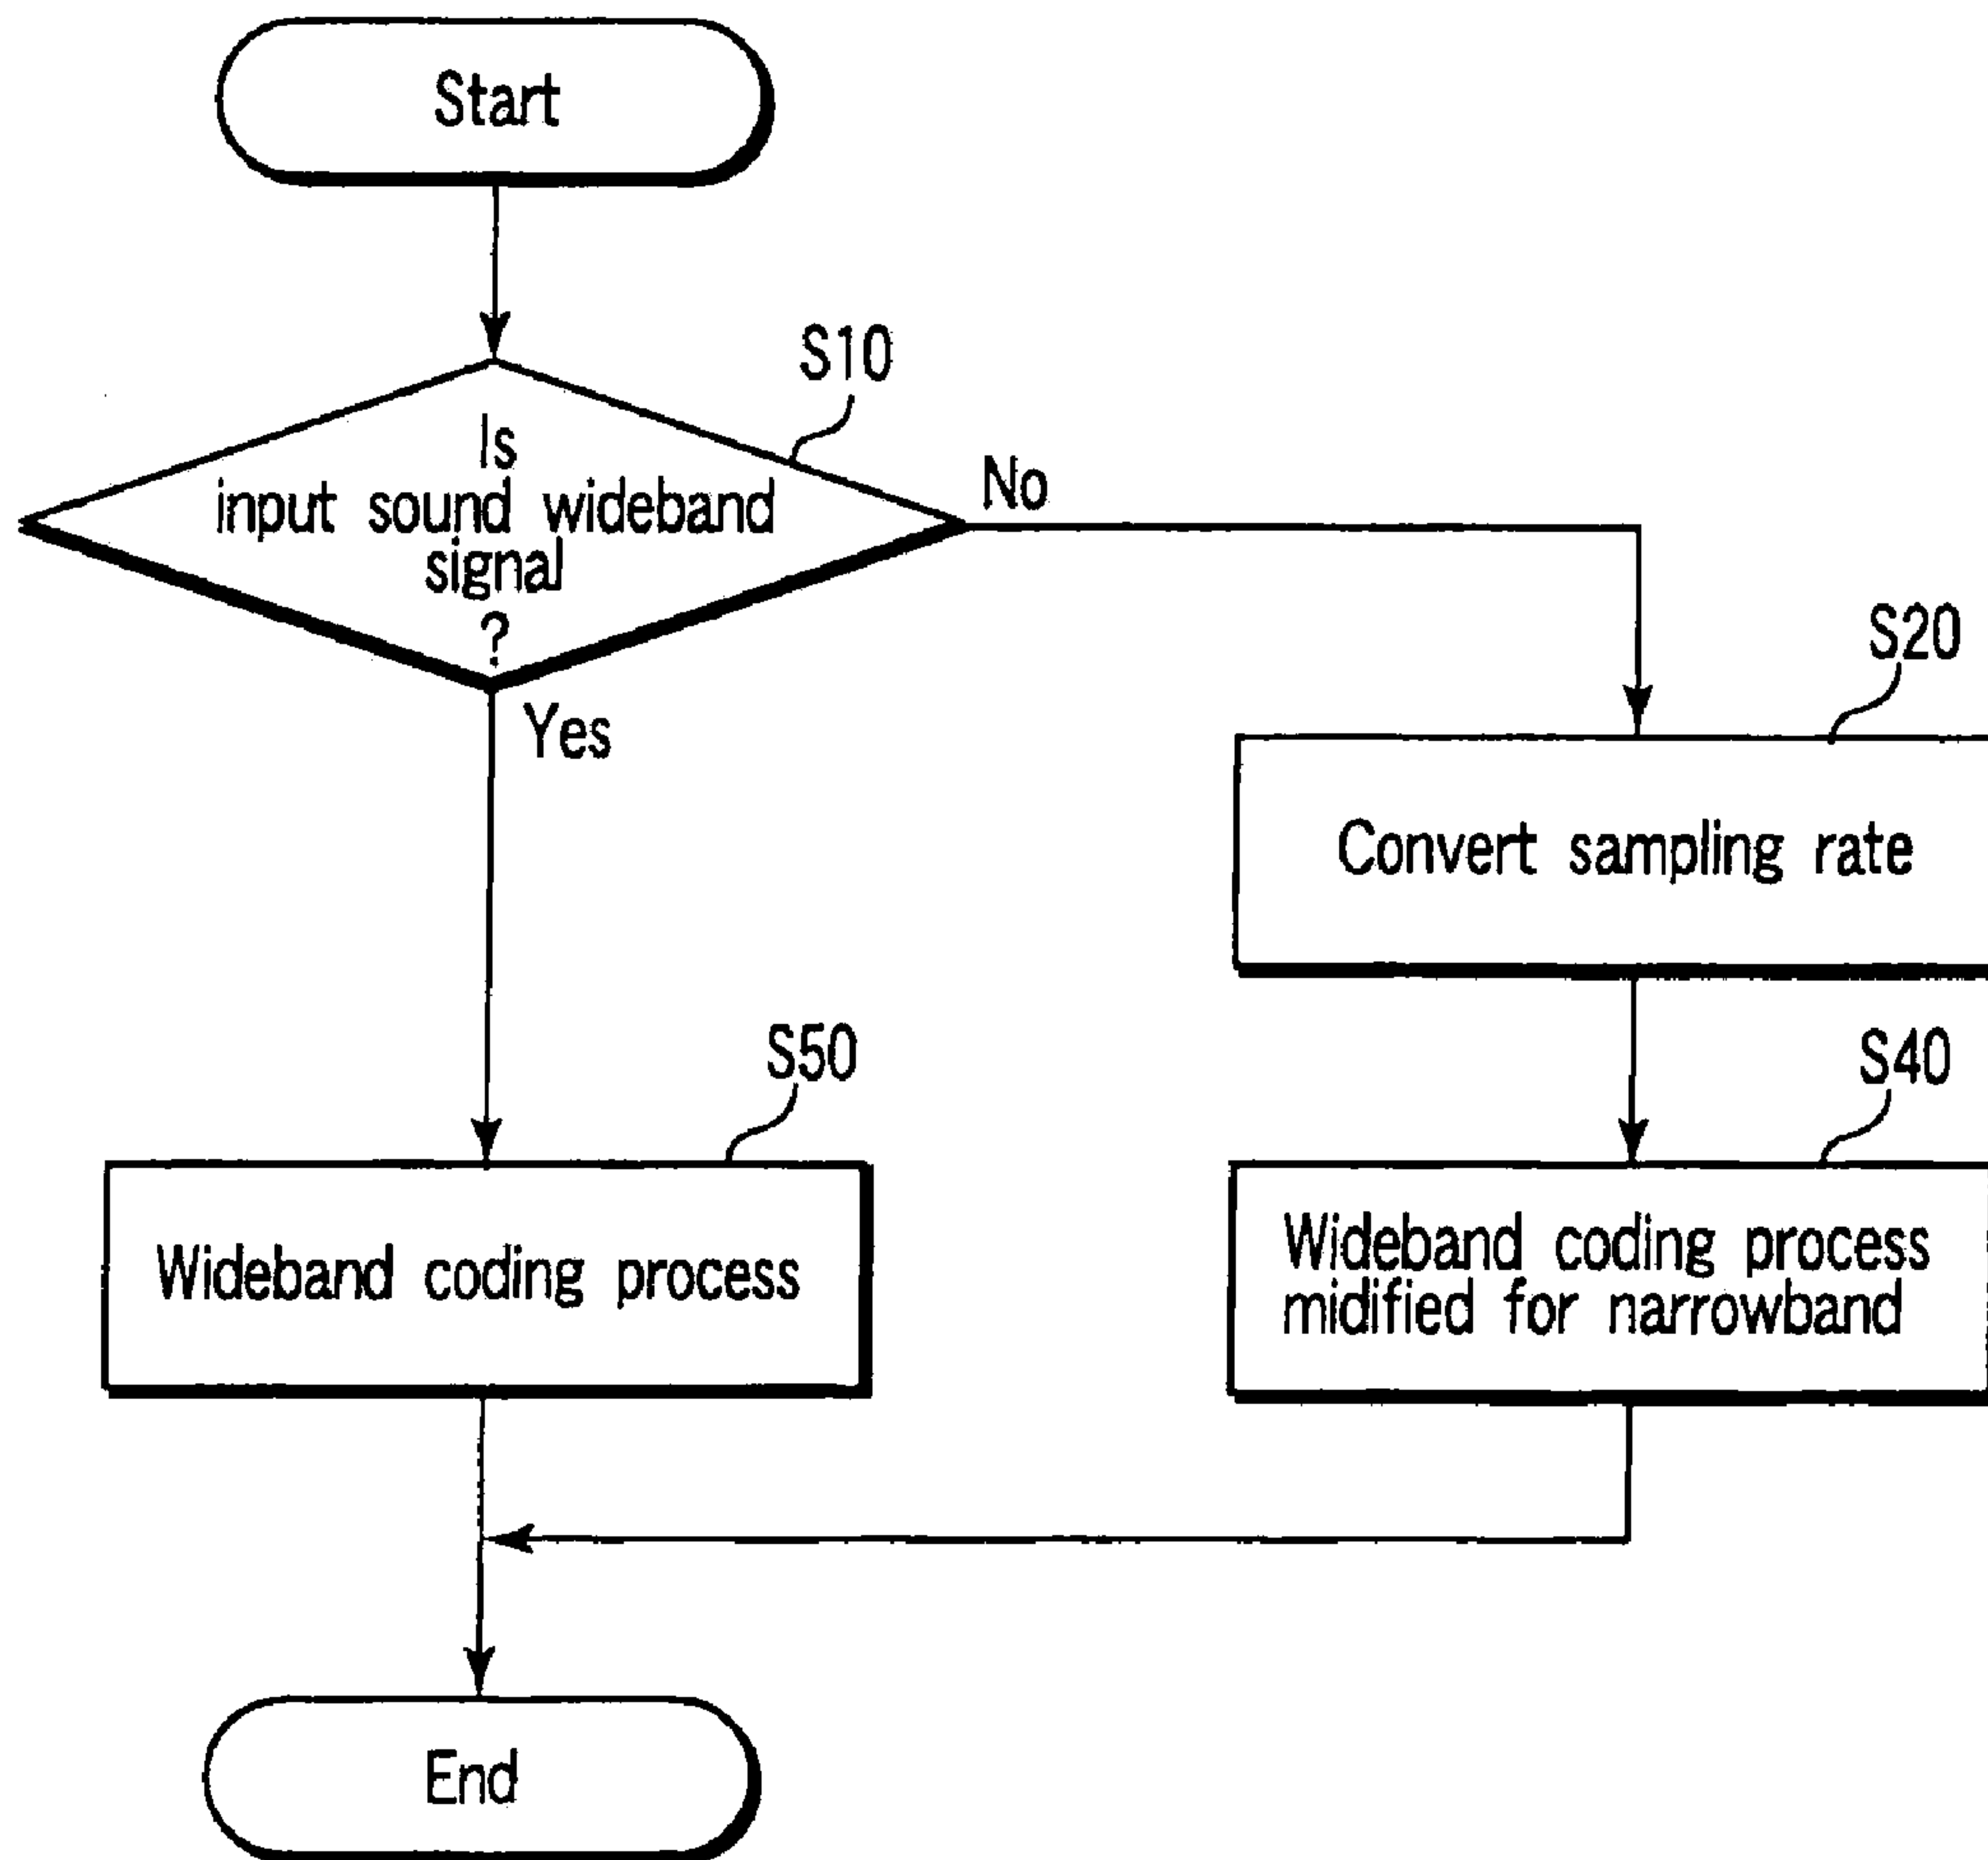 Start
S10
Is
input sound wideband
signal
?
No
Yes
S20
Convert sampling rate
S50
Wideband coding process
S40
Wideband coding process
midified for narrowband
End